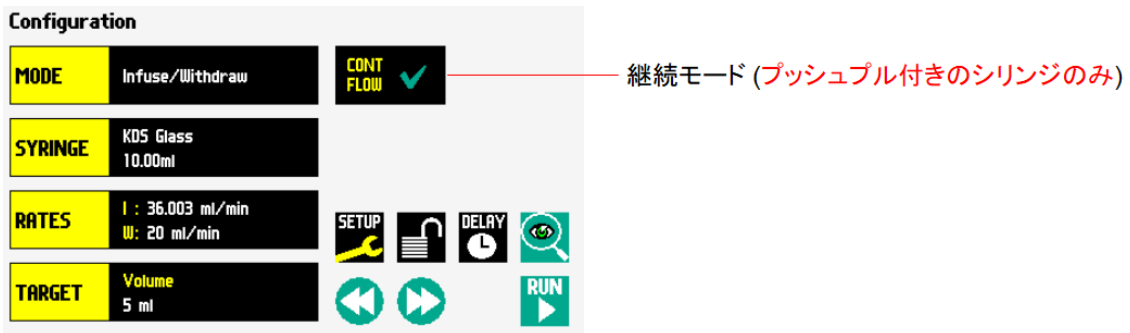 Configuration
MODE
Infuse/Withdraw
CONT
FLOW
継続モード (プッシュプル付きのシリンジのみ)
SYRINGE
KDS Glass
10.00ml
RATES
I : 36.003 ml/min
W: 20 ml/min
SETUP
DELAY
TARGET
Volume
5 ml
RUN